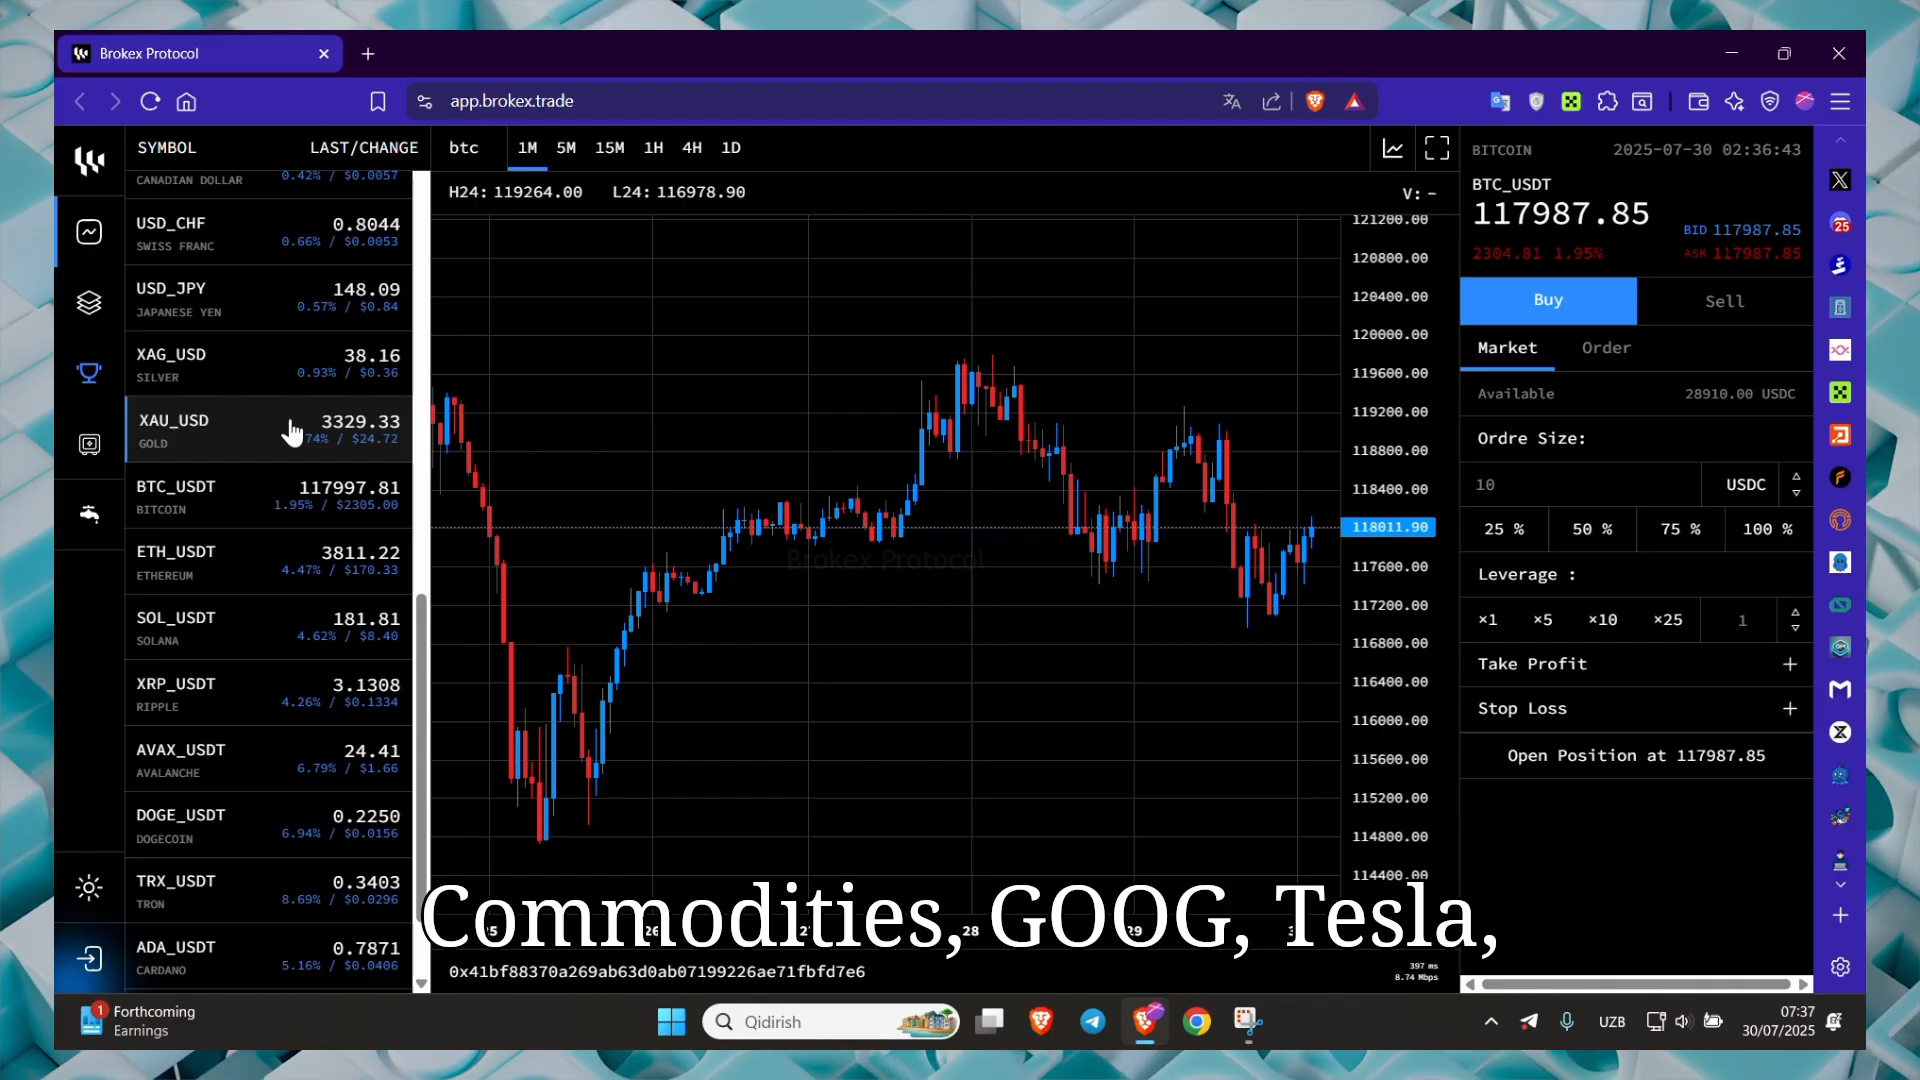 Brokex Protocol
app.brokex.trade
SYMBOL LAST/CHANGE
CANADIAN DOLLAR 0.42% / $0.0057
USD_CHF 0.8044
SWISS FRANC 0.66% / $0.0053
USD_JPY 148.09
JAPANESE YEN 0.57% / $0.84
XAG_USD 38.16
SILVER 0.93% / $0.36
XAU_USD 3329.33
GOLD 74% / $24.72
BTC_USDT 117997.81
BITCOIN 1.95% / $2305.00
ETH_USDT 3811.22
ETHEREUM 4.47% / $170.33
SOL_USDT 181.81
SOLANA 4.62% / $8.40
XRP_USDT 3.1308
RIPPLE 4.26% / $0.1334
AVAX_USDT 24.41
AVALANCHE 6.79% / $1.66
DOGE_USDT 0.2250
DOGECOIN 6.94% / $0.0156
TRX_USDT 0.3403
TRON 8.69% / $0.0296
ADA_USDT 0.7871
CARDANO 5.16% / $0.0406
btc 1M 5M 15M 1H 4H 1D
H24: 119264.00 L24: 116978.90 V: -
121200.00
120800.00
120400.00
120000.00
119600.00
119200.00
118800.00
118400.00
118011.90
117600.00
117200.00
116800.00
116400.00
116000.00
115600.00
115200.00
114800.00
114400.00
Brokex Protocol
28 29
Commodities, GOOG, Tesla,
0x41bf88370a269ab63d0ab07199226ae71fbfd7e6
397 ms
8.74 Mbps
BITCOIN 2025-07-30 02:36:43
BTC_USDT
117987.85
BID 117987.85
2304.81 1.95% ASK 117987.85
Buy Sell
Market Order
Available 28910.00 USDC
Ordre Size:
10 USDC
25 % 50 % 75 % 100 %
Leverage :
×1 ×5 ×10 ×25 1
Take Profit +
Stop Loss +
Open Position at 117987.85
25
1
Forthcoming
Earnings
Qidirish
UZB
07:37
30/07/2025